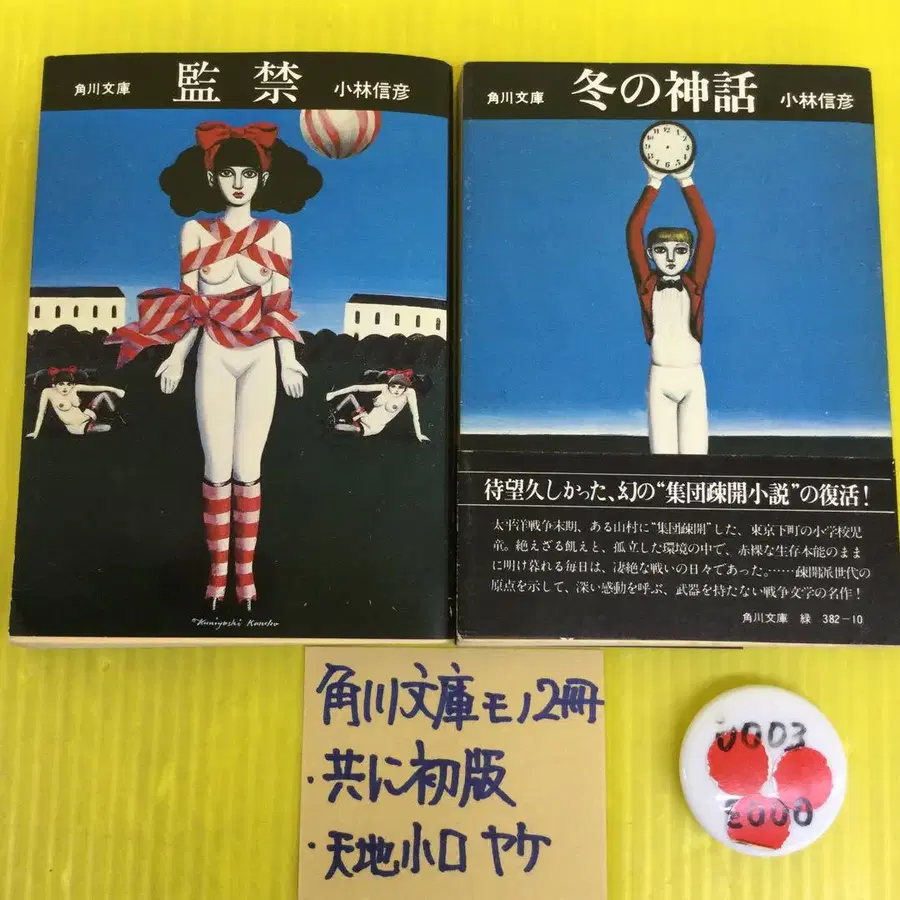 角川文庫
監禁
小林信彦
©Kuniyoshi Kaneko
角川文庫
冬の神話
小林信彦
12
3
6
9
待望久しかった、幻の“集団疎開小説”の復活！
太平洋戦争末期、ある山村に“集団疎開”した、東京下町の小学校児
童。絶えざる飢えと、孤立した環境の中で、赤裸な生存本能のまま
に明け暮れる毎日は、凄絶な戦いの日々であった。……疎開派世代の
原点を示して、深い感動を呼ぶ、武器を持たない戦争文学の名作！
角川文庫 緑 382-10
角川文庫モノ2冊
・共に初版
・天地小口ヤケ
0003
2000